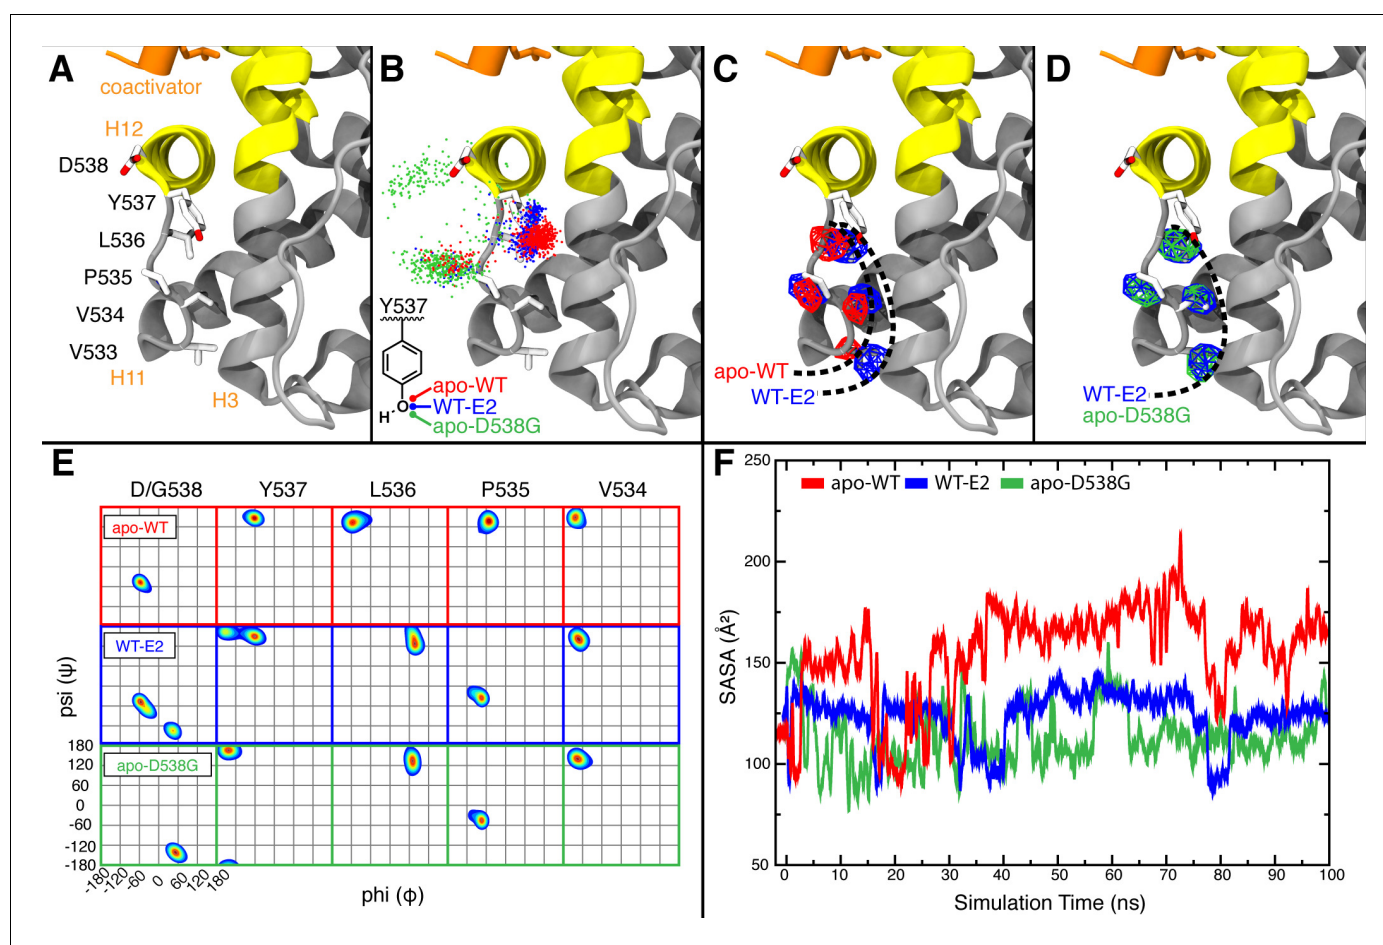 A
coactivator
H12
D538
Y537
L536
P535
V534
V533
H11
H3
B
Y537
O
H
apo-WT
WT-E2
apo-D538G
C
apo-WT
WT-E2
D
WT-E2
apo-D538G
E
D/G538 Y537 L536 P535 V534
apo-WT
WT-E2
apo-D538G
psi (ψ)
180
120
60
0
-60
-120
-180
-180 -120 -60 0 60 120 180
phi (φ)
F
apo-WT WT-E2 apo-D538G
SASA (Å²)
250
200
150
100
50
0 10 20 30 40 50 60 70 80 90 100
Simulation Time (ns)